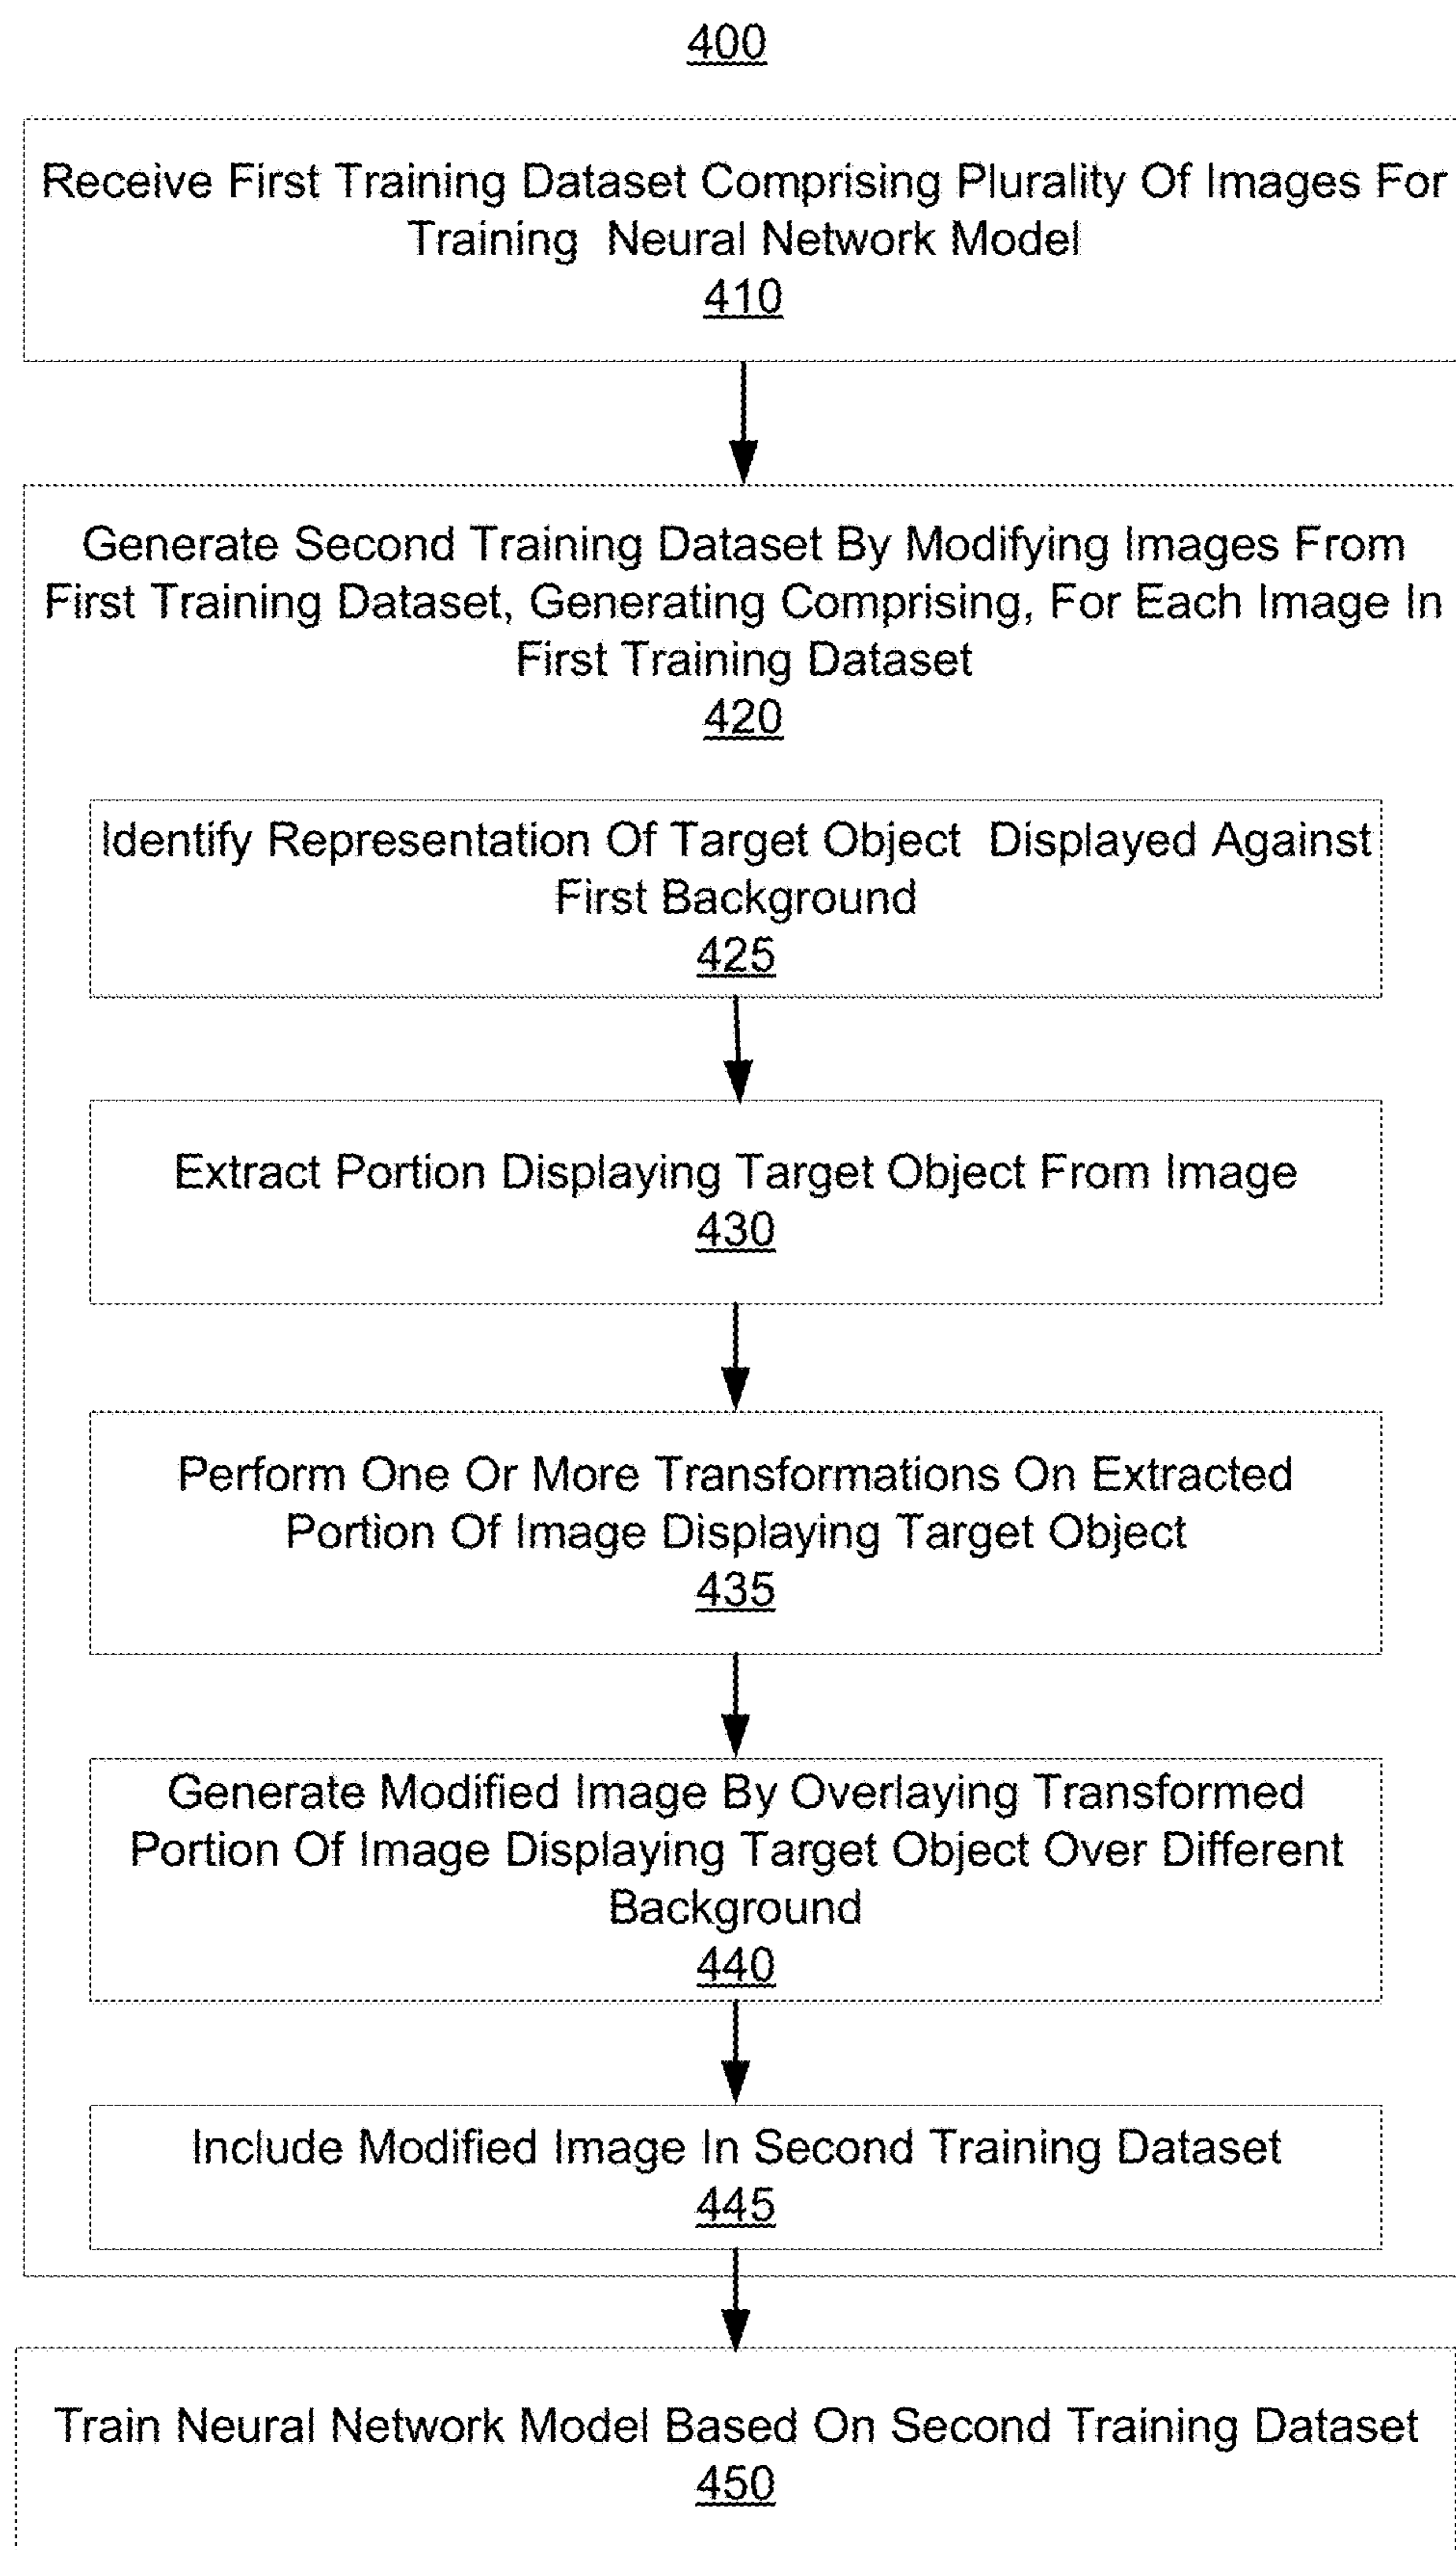 400
Receive First Training Dataset Comprising Plurality Of Images For
Training Neural Network Model
410
Generate Second Training Dataset By Modifying Images From
First Training Dataset, Generating Comprising, For Each Image In
First Training Dataset
420
Identify Representation Of Target Object Displayed Against
First Background
425
Extract Portion Displaying Target Object From Image
430
Perform One Or More Transformations On Extracted
Portion Of Image Displaying Target Object
435
Generate Modified Image By Overlaying Transformed
Portion Of Image Displaying Target Object Over Different
Background
440
Include Modified Image In Second Training Dataset
445
Train Neural Network Model Based On Second Training Dataset
450